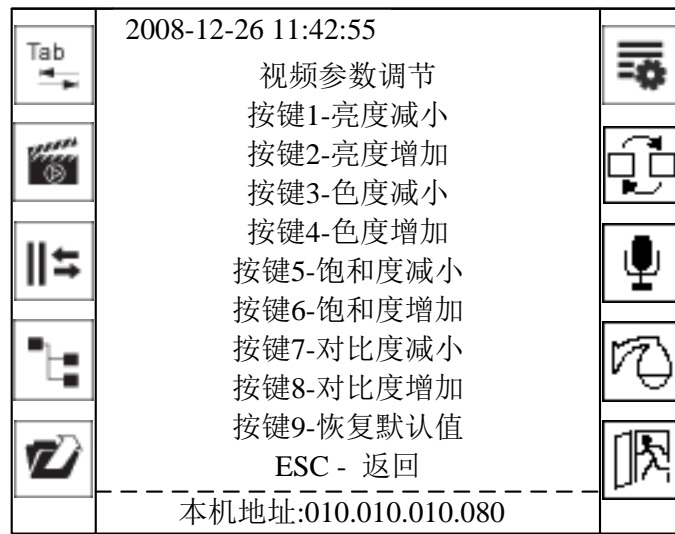 Tab
2008-12-26 11:42:55
视频参数调节
按键1-亮度减小
按键2-亮度增加
按键3-色度减小
按键4-色度增加
按键5-饱和度减小
按键6-饱和度增加
按键7-对比度减小
按键8-对比度增加
按键9-恢复默认值
ESC - 返回
本机地址:010.010.010.080